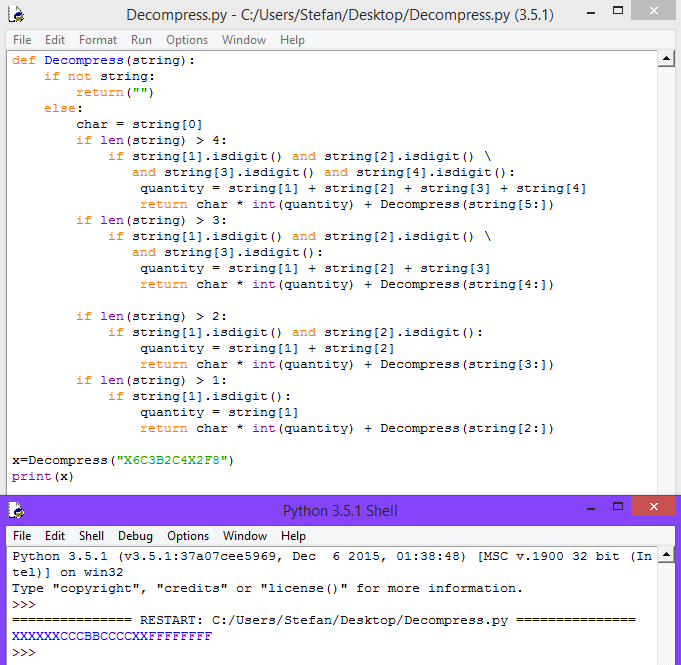 Decompress.py - C:/Users/Stefan/Desktop/Decompress.py (3.5.1)
File Edit Format Run Options Window Help
def Decompress(string):
    if not string:
        return("")
    else:
        char = string[0]
        if len(string) > 4:
            if string[1].isdigit() and string[2].isdigit() \
               and string[3].isdigit() and string[4].isdigit():
                quantity = string[1] + string[2] + string[3] + string[4]
                return char * int(quantity) + Decompress(string[5:])
        if len(string) > 3:
            if string[1].isdigit() and string[2].isdigit() \
               and string[3].isdigit():
                quantity = string[1] + string[2] + string[3]
                return char * int(quantity) + Decompress(string[4:])

        if len(string) > 2:
            if string[1].isdigit() and string[2].isdigit():
                quantity = string[1] + string[2]
                return char * int(quantity) + Decompress(string[3:])
        if len(string) > 1:
            if string[1].isdigit():
                quantity = string[1]
                return char * int(quantity) + Decompress(string[2:])

x=Decompress("X6C3B2C4X2F8")
print(x)
Python 3.5.1 Shell
File Edit Shell Debug Options Window Help
Python 3.5.1 (v3.5.1:37a07cee5969, Dec  6 2015, 01:38:48) [MSC v.1900 32 bit (In
tel)] on win32
Type "copyright", "credits" or "license()" for more information.
>>>
=============== RESTART: C:/Users/Stefan/Desktop/Decompress.py ===============
XXXXXXCCCBBCCCCXXFFFFFFFF
>>>